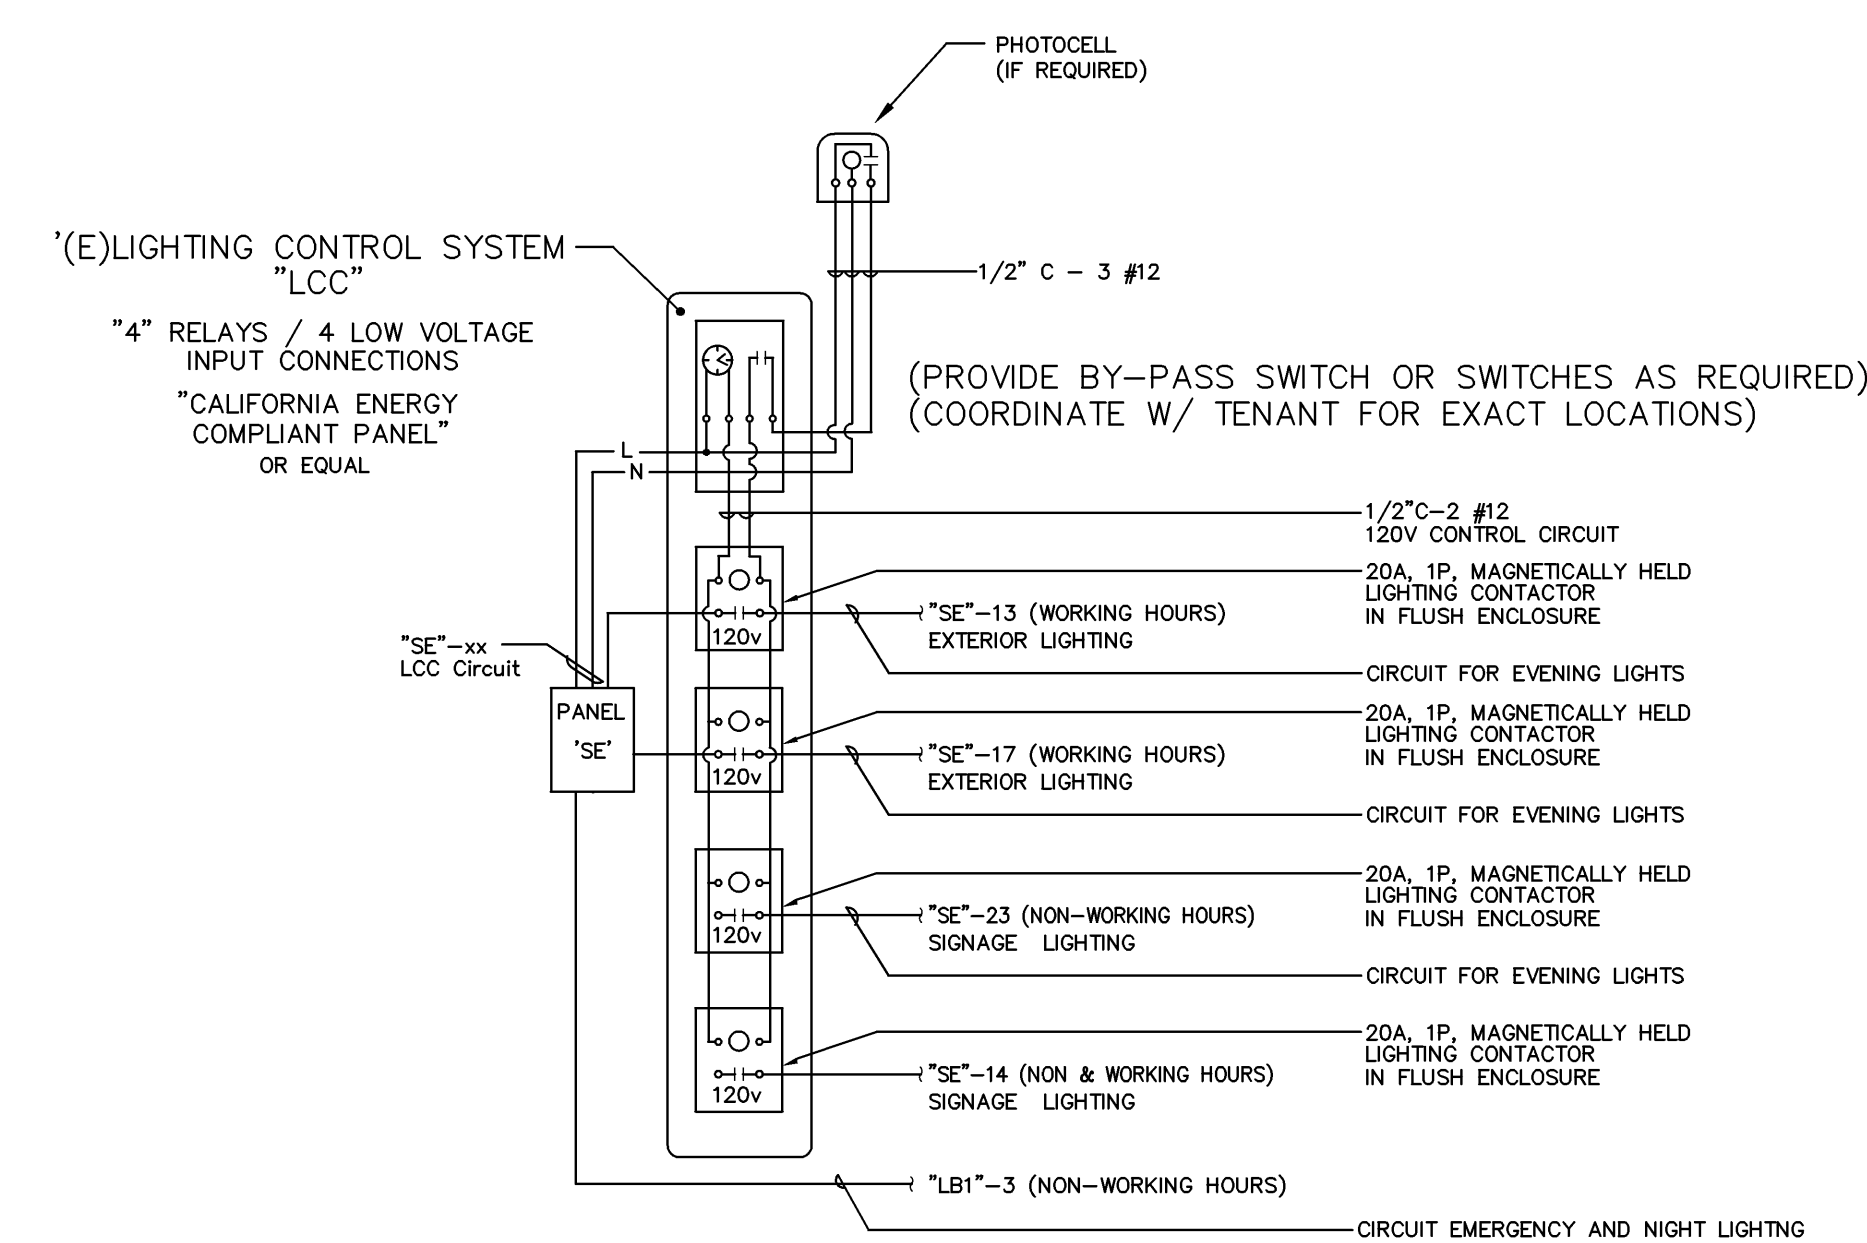 PHOTOCELL
(IF REQUIRED)
'(E)LIGHTING CONTROL SYSTEM
"LCC"
1/2" C - 3 #12
"4" RELAYS / 4 LOW VOLTAGE
INPUT CONNECTIONS
"CALIFORNIA ENERGY
COMPLIANT PANEL"
OR EQUAL
(PROVIDE BY-PASS SWITCH OR SWITCHES AS REQUIRED)
(COORDINATE W/ TENANT FOR EXACT LOCATIONS)
L
N
1/2"C-2 #12
120V CONTROL CIRCUIT
20A, 1P, MAGNETICALLY HELD
LIGHTING CONTACTOR
IN FLUSH ENCLOSURE
"SE"-13 (WORKING HOURS)
EXTERIOR LIGHTING
120v
"SE"-xx
LCC Circuit
CIRCUIT FOR EVENING LIGHTS
PANEL
'SE'
20A, 1P, MAGNETICALLY HELD
LIGHTING CONTACTOR
IN FLUSH ENCLOSURE
"SE"-17 (WORKING HOURS)
EXTERIOR LIGHTING
120v
CIRCUIT FOR EVENING LIGHTS
20A, 1P, MAGNETICALLY HELD
LIGHTING CONTACTOR
IN FLUSH ENCLOSURE
"SE"-23 (NON-WORKING HOURS)
SIGNAGE LIGHTING
120v
CIRCUIT FOR EVENING LIGHTS
20A, 1P, MAGNETICALLY HELD
LIGHTING CONTACTOR
IN FLUSH ENCLOSURE
"SE"-14 (NON & WORKING HOURS)
SIGNAGE LIGHTING
120v
"LB1"-3 (NON-WORKING HOURS)
CIRCUIT EMERGENCY AND NIGHT LIGHTNG